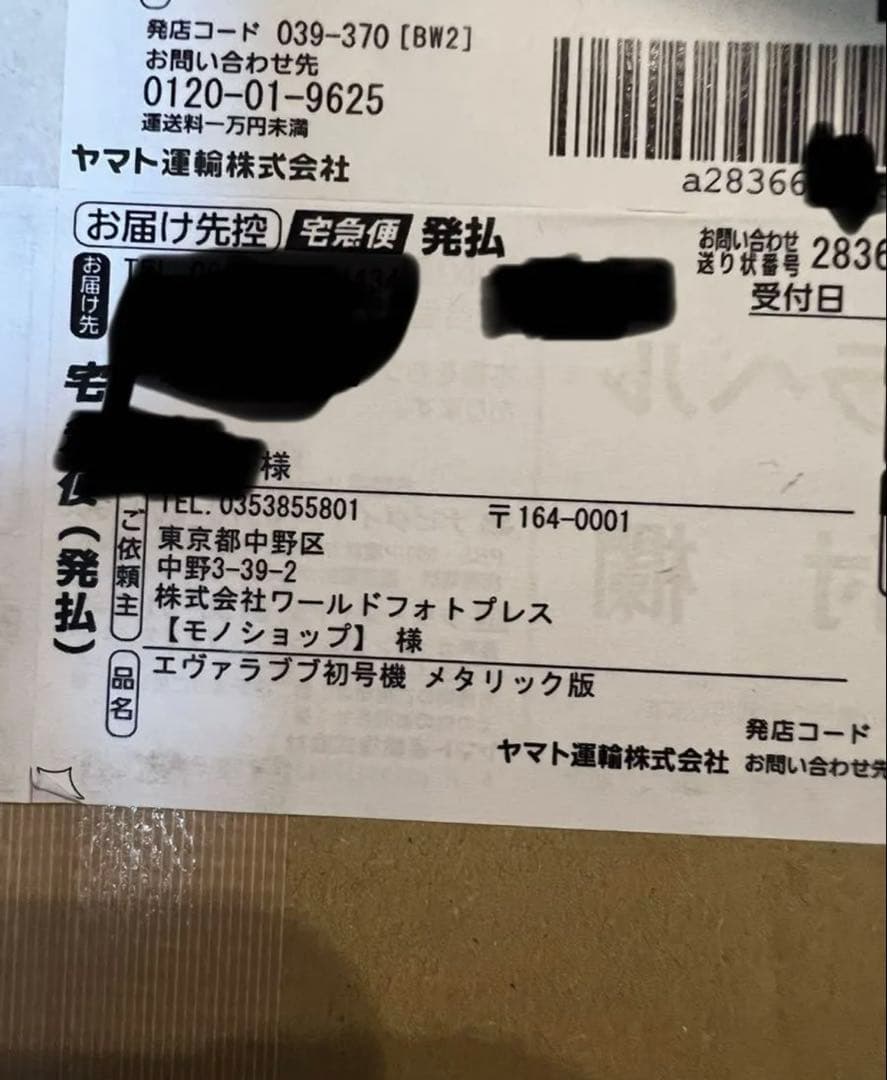 発店コード 039-370 [BW2]
お問い合わせ先
0120-01-9625
運送料一万円未満
ヤマト運輸株式会社
a28366
お届け先控 宅急便 発払
お問い合わせ
送り状番号 2836
受付日
お届け先
TEL.
様
宅 便(発払)
ご依頼主
TEL. 0353855801 〒164-0001
東京都中野区
中野3-39-2
株式会社ワールドフォトプレス
【モノショップ】 様
品名
エヴァラブブ初号機 メタリック版
発店コード
ヤマト運輸株式会社 お問い合わせ先